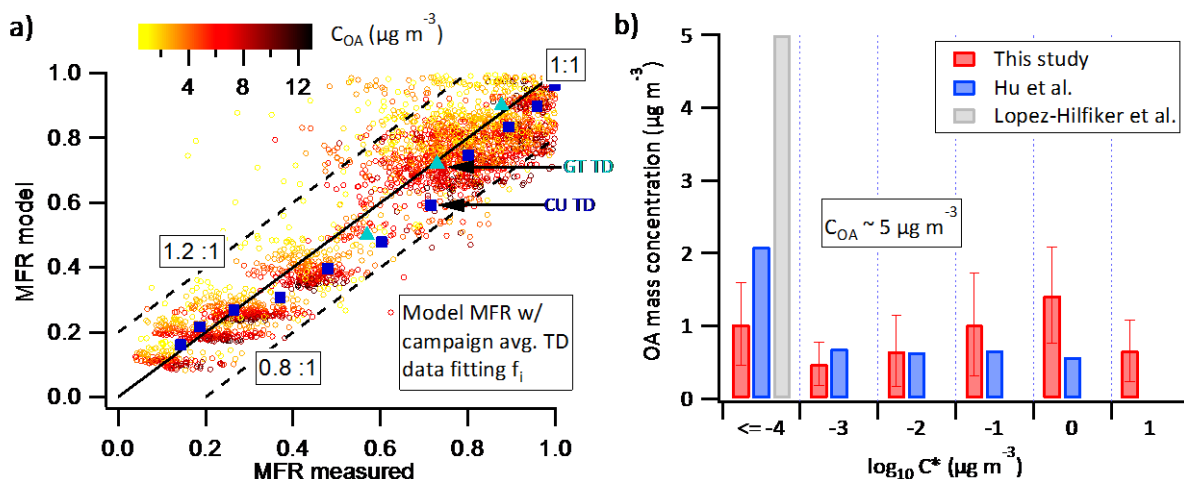 a)
C_OA (µg m⁻³)
4 8 12
1.0
0.8
0.6
0.4
0.2
0.0
MFR model
1:1
1.2 :1
0.8 :1
GT TD
CU TD
Model MFR w/
campaign avg. TD
data fitting f_i
0.0 0.2 0.4 0.6 0.8 1.0
MFR measured
b)
5
4
3
2
1
0
OA mass concentration (µg m⁻³)
This study
Hu et al.
Lopez-Hilfiker et al.
C_OA ~ 5 µg m⁻³
<= -4 -3 -2 -1 0 1
log₁₀ C* (µg m⁻³)